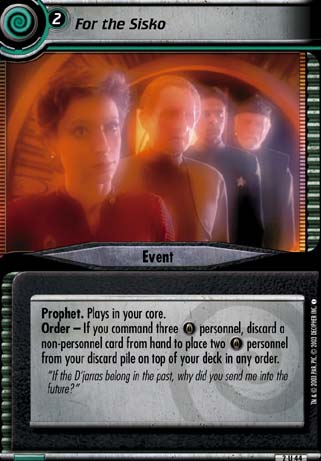 2 For the Sisko
Event
Prophet. Plays in your core.
Order – If you command three personnel, discard a
non-personnel card from hand to place two personnel
from your discard pile on top of your deck in any order.
"If the D'jarras belong in the past, why did you send me into the
future?"
TM & © 2003 PAR. PIC. © 2003 DECIPHER INC.
2 U 44